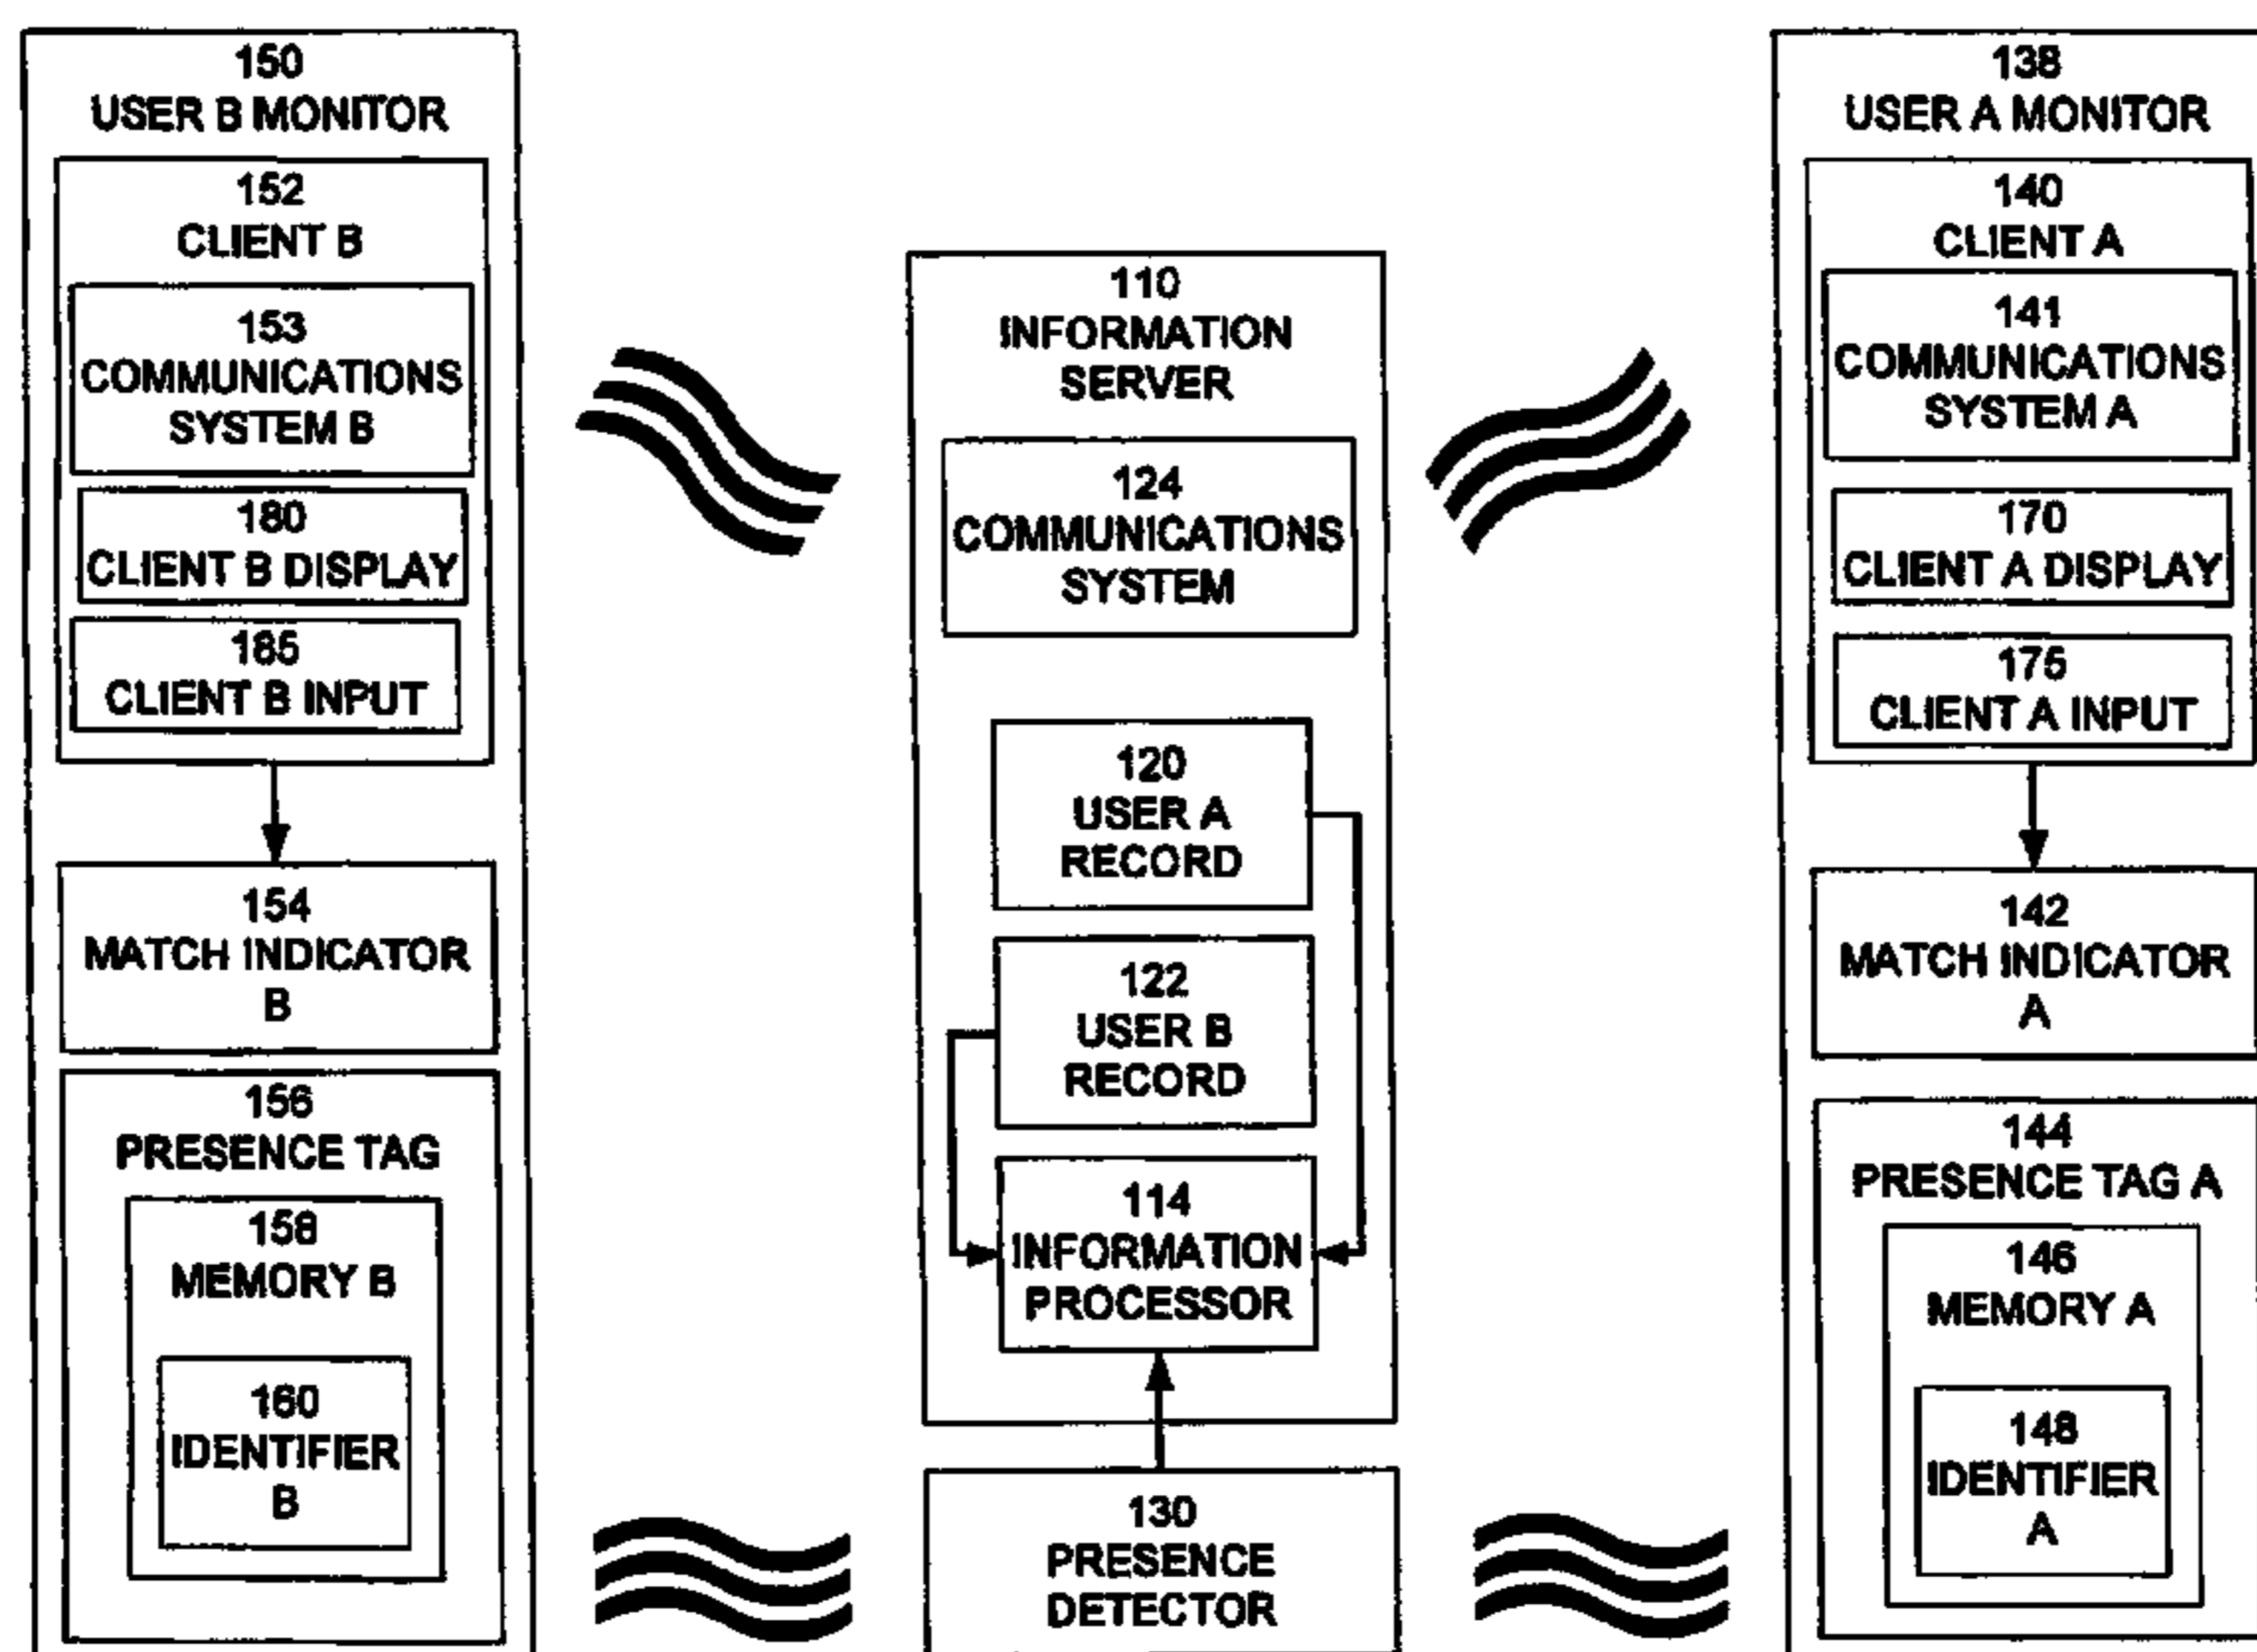 150
USER B MONITOR
152
CLIENT B
153
COMMUNICATIONS
SYSTEM B
180
CLIENT B DISPLAY
185
CLIENT B INPUT
154
MATCH INDICATOR
B
156
PRESENCE TAG
158
MEMORY B
160
IDENTIFIER
B
110
INFORMATION
SERVER
124
COMMUNICATIONS
SYSTEM
120
USER A
RECORD
122
USER B
RECORD
114
INFORMATION
PROCESSOR
130
PRESENCE
DETECTOR
138
USER A MONITOR
140
CLIENT A
141
COMMUNICATIONS
SYSTEM A
170
CLIENT A DISPLAY
175
CLIENT A INPUT
142
MATCH INDICATOR
A
144
PRESENCE TAG A
146
MEMORY A
148
IDENTIFIER
A